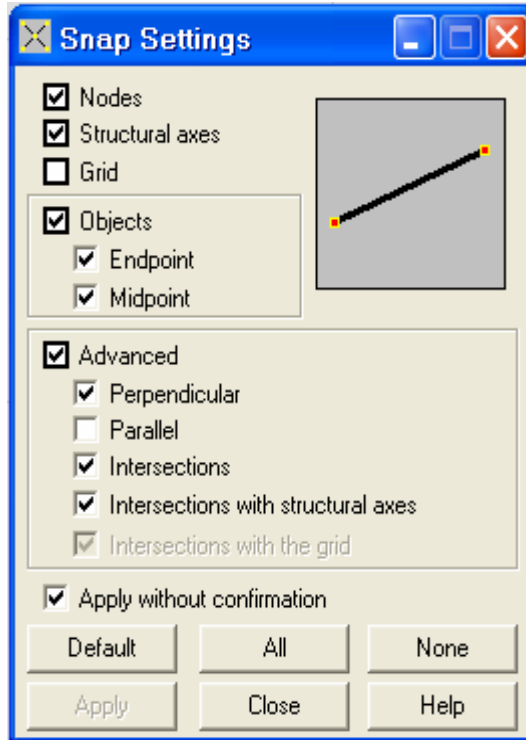 Snap Settings
Nodes
Structural axes
Grid
Objects
Endpoint
Midpoint
Advanced
Perpendicular
Parallel
Intersections
Intersections with structural axes
Intersections with the grid
Apply without confirmation
Default All None
Apply Close Help